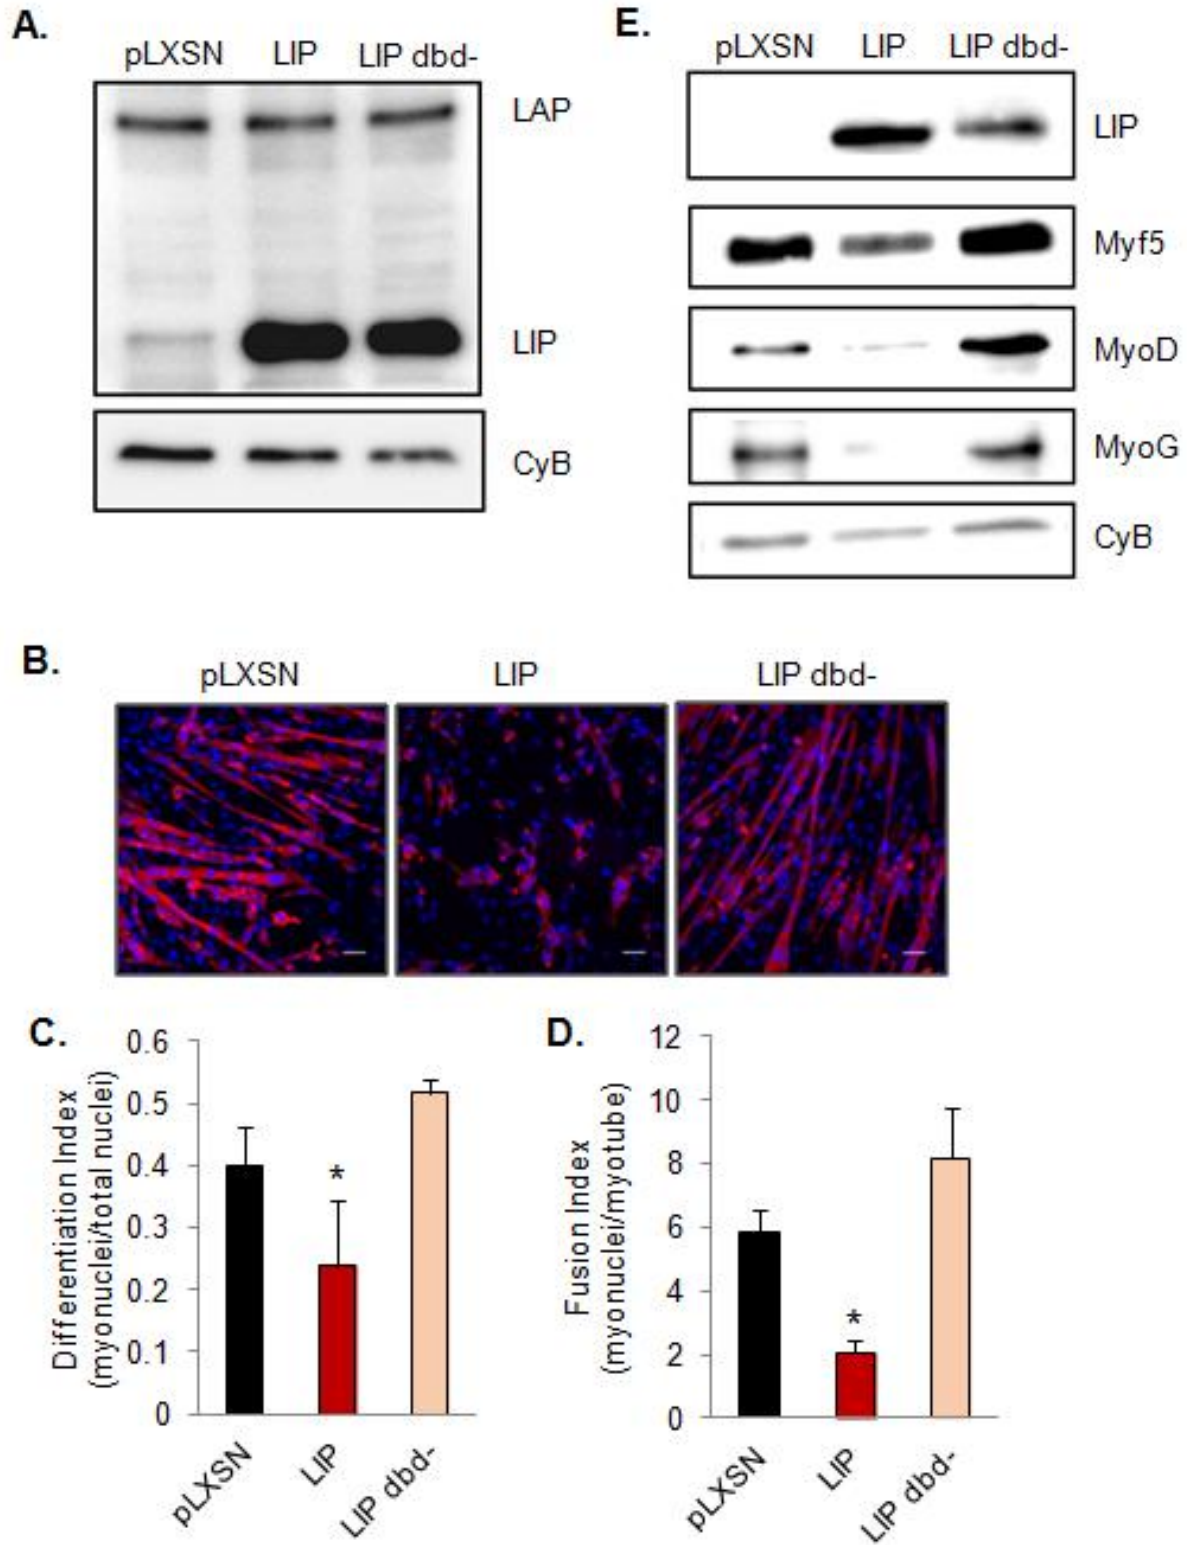 A.
pLXSN LIP LIP dbd-
LAP
LIP
CyB
E.
pLXSN LIP LIP dbd-
LIP
Myf5
MyoD
MyoG
CyB
B.
pLXSN LIP LIP dbd-
C.
Differentiation Index
(myonuclei/total nuclei)
0.6
0.5
0.4
0.3
0.2
0.1
0
*
pLXSN LIP LIP dbd-
D.
Fusion Index
(myonuclei/myotube)
12
10
8
6
4
2
0
*
pLXSN LIP LIP dbd-